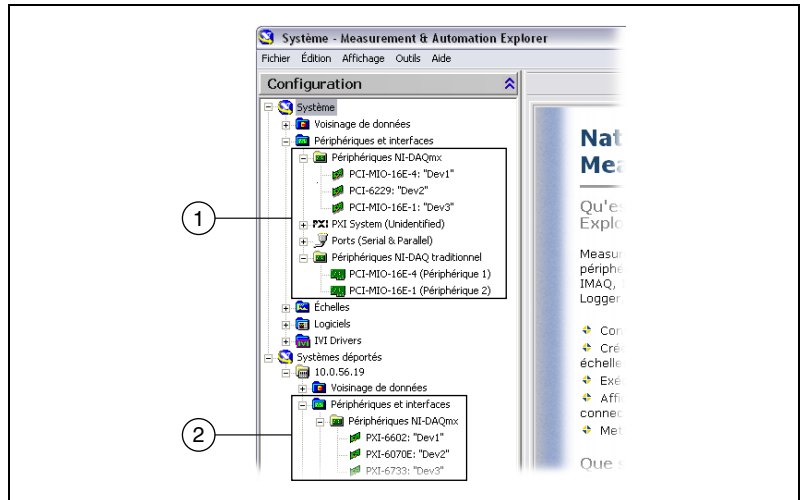 Système - Measurement & Automation Explorer
Fichier Édition Affichage Outils Aide
Configuration
Système
Voisinage de données
Périphériques et interfaces
Périphériques NI-DAQmx
PCI-MIO-16E-4: "Dev1"
PCI-6229: "Dev2"
PCI-MIO-16E-1: "Dev3"
PXI PXI System (Unidentified)
Ports (Serial & Parallel)
Périphériques NI-DAQ traditionnel
PCI-MIO-16E-4 (Périphérique 1)
PCI-MIO-16E-1 (Périphérique 2)
Échelles
Logiciels
IVI Drivers
Systèmes déportés
10.0.56.19
Voisinage de données
Périphériques et interfaces
Périphériques NI-DAQmx
PXI-6602: "Dev1"
PXI-6070E: "Dev2"
PXI-6733: "Dev3"
1
2
Nat
Mea
Qu'es
Explo
Measur
périphé
IMAQ,
Logger
Con
Cré
échelle
Exé
Affi
connec
Met
Que